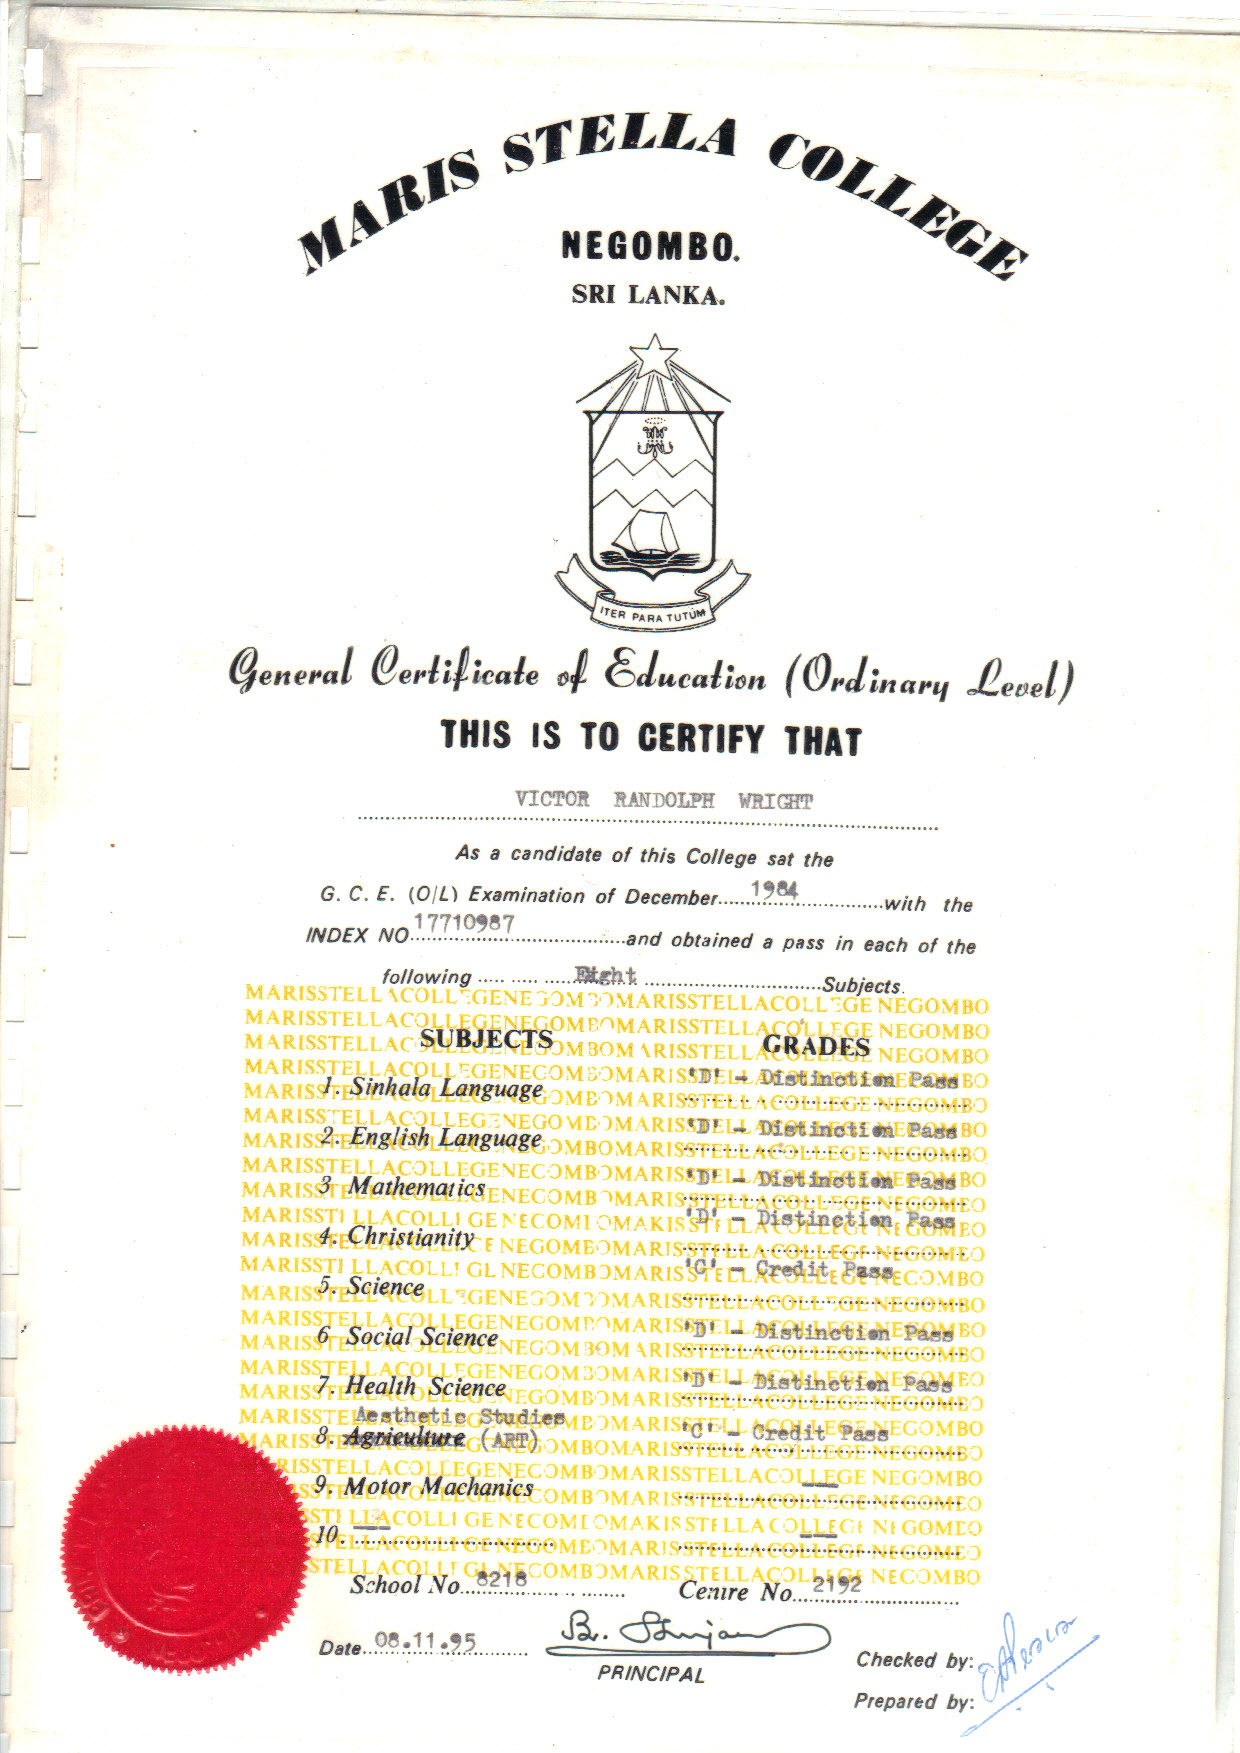 MARIS STELLA COLLEGE
NEGOMBO.
SRI LANKA.
ITER PARA TUTUM
General Certificate of Education (Ordinary Level)
THIS IS TO CERTIFY THAT
VICTOR RANDOLPH WRIGHT
As a candidate of this College sat the
G. C. E. (O/L) Examination of December 1984 with the
INDEX NO 17710987 and obtained a pass in each of the
following Eight Subjects.
SUBJECTS GRADES
1. Sinhala Language 'D' - Distinction Pass
2. English Language 'D' - Distinction Pass
3 Mathematics 'D' - Distinction Pass
4. Christianity 'D' - Distinction Pass
5. Science 'C' - Credit Pass
6 Social Science 'D' - Distinction Pass
7. Health Science 'D' - Distinction Pass
Aesthetic Studies
8. Agriculture (ART) 'C' - Credit Pass
9. Motor Machanics ---
10. --- ---
School No. 8218 Centre No. 2192
Date 08.11.95
PRINCIPAL
Checked by:
Prepared by: